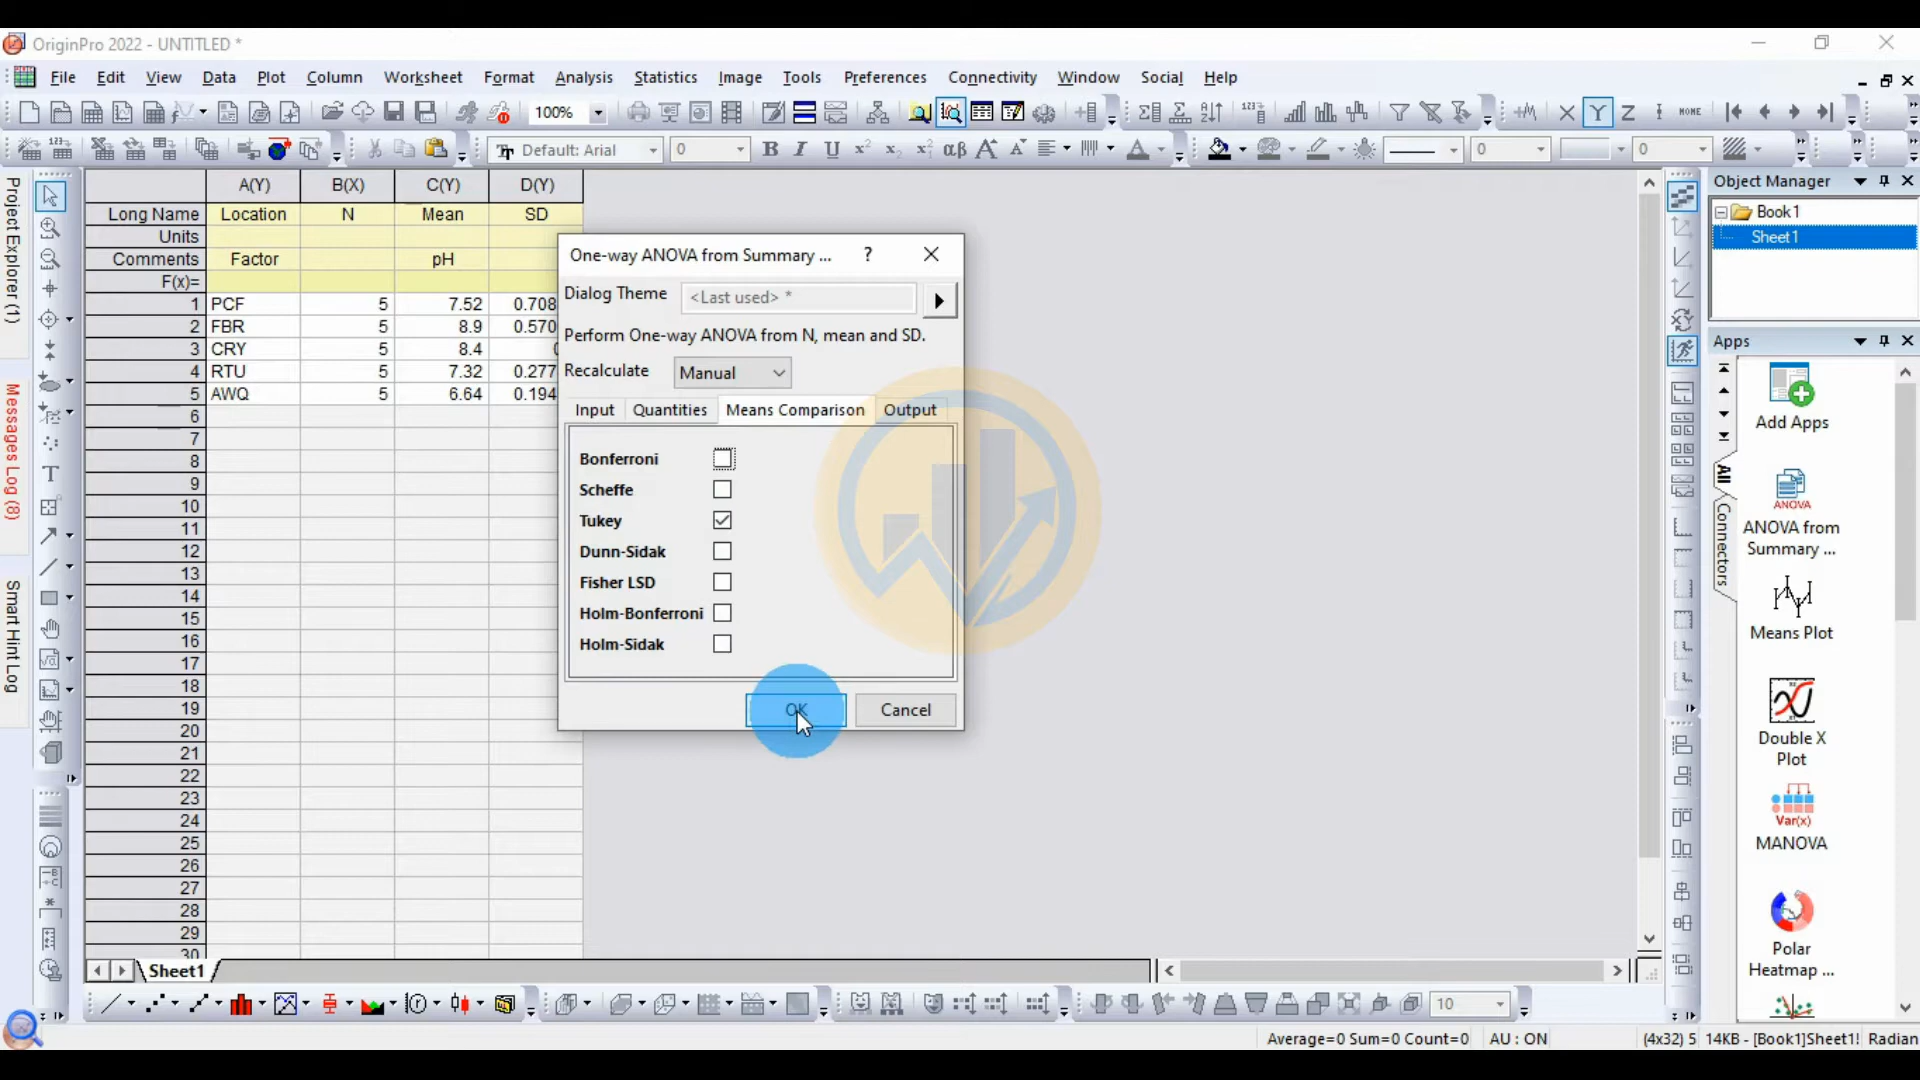 OriginPro 2022 - UNTITLED *
File Edit View Data Plot Column Worksheet Format Analysis Statistics Image Tools Preferences Connectivity Window Social Help
100%
Default: Arial 0 B I U αβ A 0 0
Project Explorer (1)
Messages Log (8)
Smart Hint Log
A(Y) B(X) C(Y) D(Y)
Long Name Location N Mean SD
Units
Comments Factor pH
F(x)=
1 PCF 5 7.52 0.708
2 FBR 5 8.9 0.570
3 CRY 5 8.4
4 RTU 5 7.32 0.277
5 AWQ 5 6.64 0.194
6
7
8
9
10
11
12
13
14
15
16
17
18
19
20
21
22
23
24
25
26
27
28
29
30
Sheet1
One-way ANOVA from Summary ... ?
Dialog Theme <Last used> *
Perform One-way ANOVA from N, mean and SD.
Recalculate Manual
Input Quantities Means Comparison Output
Bonferroni
Scheffe
Tukey
Dunn-Sidak
Fisher LSD
Holm-Bonferroni
Holm-Sidak
OK Cancel
Object Manager
Book1
Sheet1
Apps
All
Connectors
Add Apps
ANOVA
ANOVA from
Summary ...
Means Plot
Double X
Plot
Var(x)
MANOVA
Polar
Heatmap ...
10
Average=0 Sum=0 Count=0 AU : ON (4x32) 5 14KB - [Book1]Sheet1! Radian